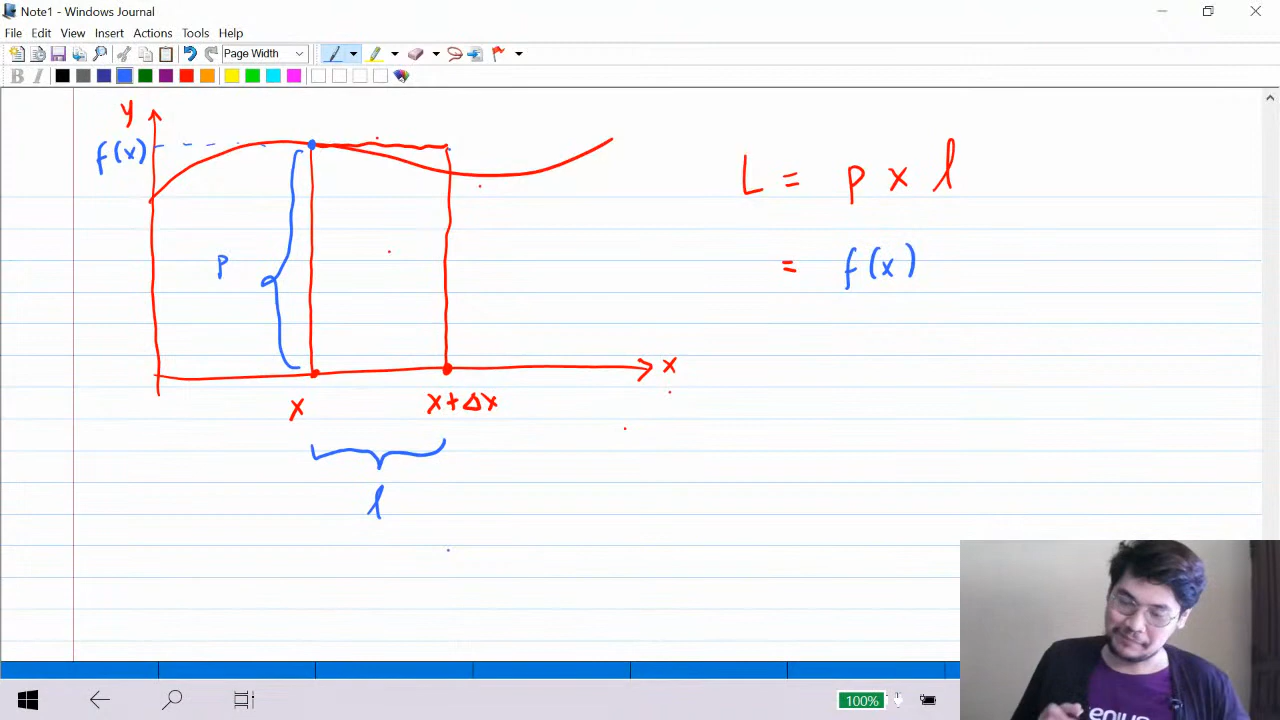 Note1 - Windows Journal
File Edit View Insert Actions Tools Help
Page Width
B I
y
f(x)
L = p x l
p
= f(x)
x
x x+Δx
l
100%